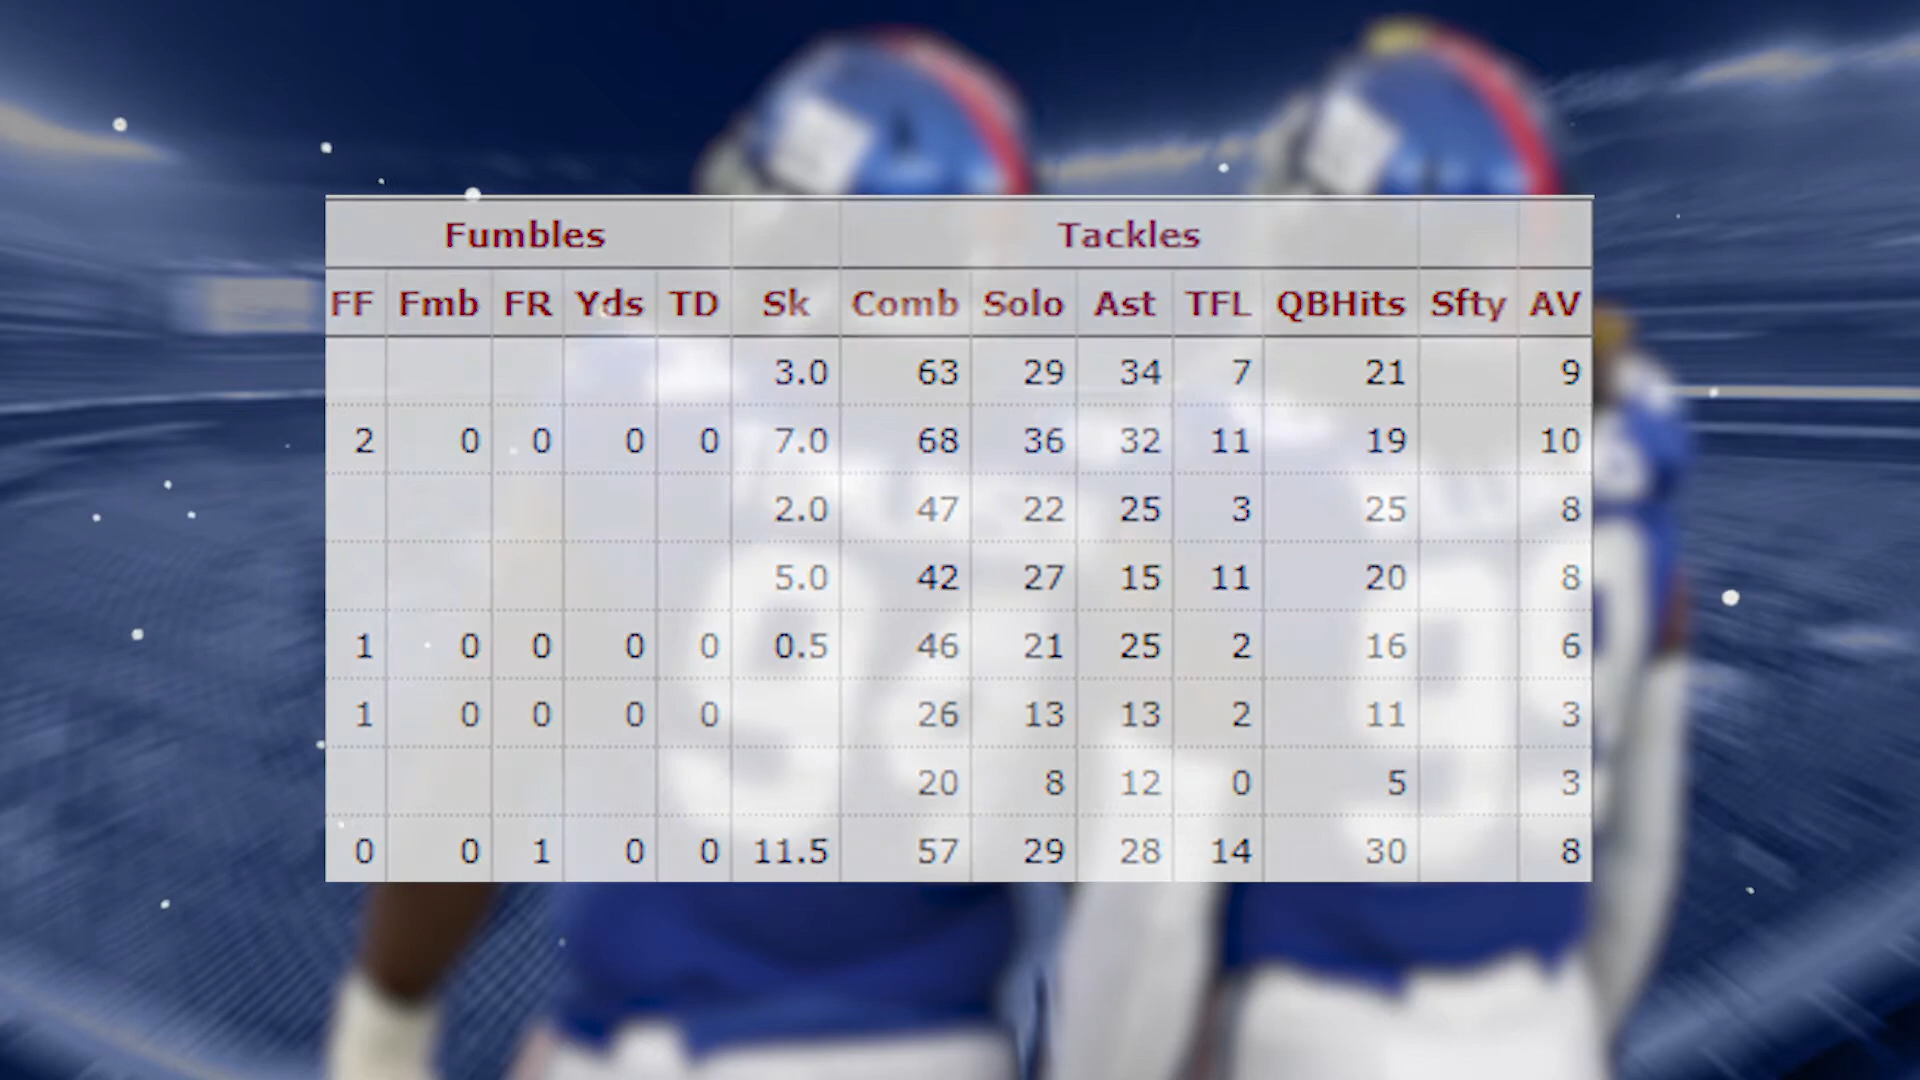 Fumbles Tackles
FF Fmb FR Yds TD Sk Comb Solo Ast TFL QBHits Sfty AV
3.0 63 29 34 7 21 9
2 0 0 0 0 7.0 68 36 32 11 19 10
2.0 47 22 25 3 25 8
5.0 42 27 15 11 20 8
1 0 0 0 0 0.5 46 21 25 2 16 6
1 0 0 0 0 26 13 13 2 11 3
20 8 12 0 5 3
0 0 1 0 0 11.5 57 29 28 14 30 8